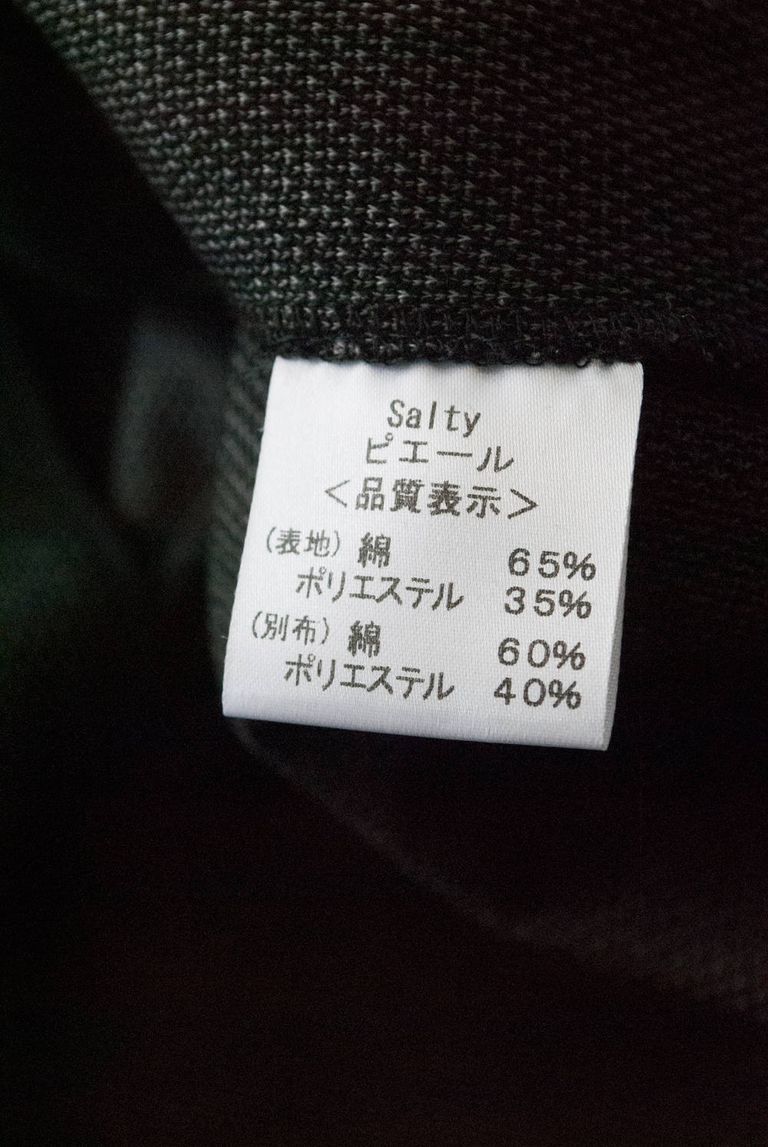 Salty
ピエール
＜品質表示＞
(表地) 綿 65%
ポリエステル 35%
(別布) 綿 60%
ポリエステル 40%